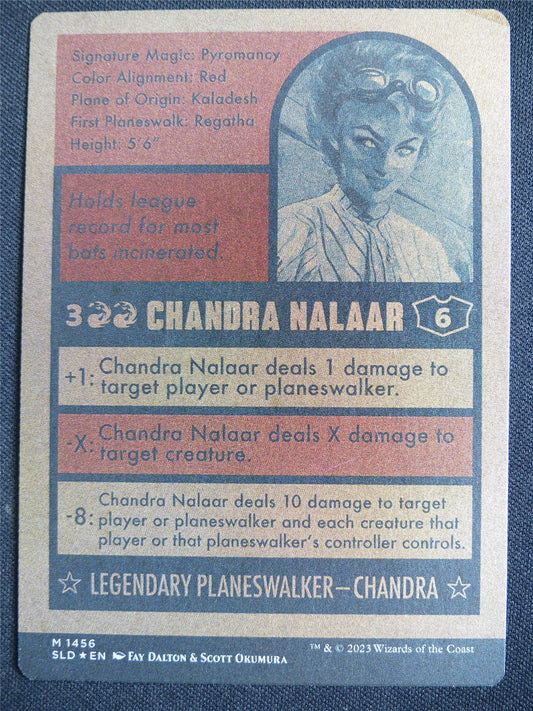 Signature Magic: Pyromancy
Color Alignment: Red
Plane of Origin: Kaladesh
First Planeswalk: Regatha
Height: 5'6"
Holds league
record for most
bats incinerated.
3 CHANDRA NALAAR 6
+1: Chandra Nalaar deals 1 damage to
target player or planeswalker.
-X: Chandra Nalaar deals X damage to
target creature.
-8: Chandra Nalaar deals 10 damage to target
player or planeswalker and each creature that
player or that planeswalker's controller controls.
☆ LEGENDARY PLANESWALKER—CHANDRA ☆
M 1456
SLD ★ EN FAY DALTON & SCOTT OKUMURA
™ & © 2023 Wizards of the Coast